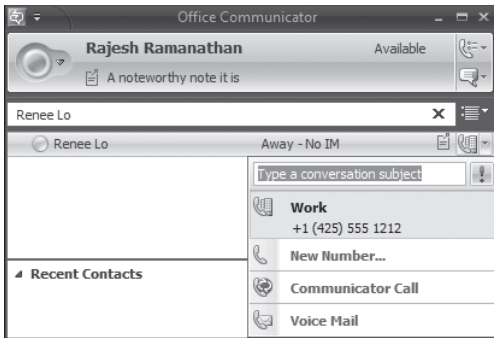 Office Communicator
Rajesh Ramanathan Available
A noteworthy note it is
Renee Lo
Renee Lo Away - No IM
Type a conversation subject
Work
+1 (425) 555 1212
New Number...
Recent Contacts
Communicator Call
Voice Mail